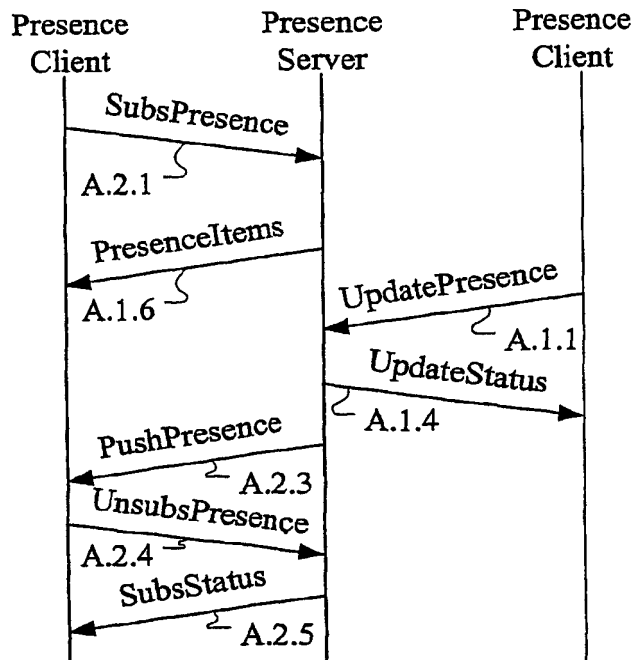 Presence
Client
Presence
Server
Presence
Client
SubsPresence
A.2.1
PresenceItems
A.1.6
UpdatePresence
A.1.1
UpdateStatus
A.1.4
PushPresence
A.2.3
UnsubsPresence
A.2.4
SubsStatus
A.2.5